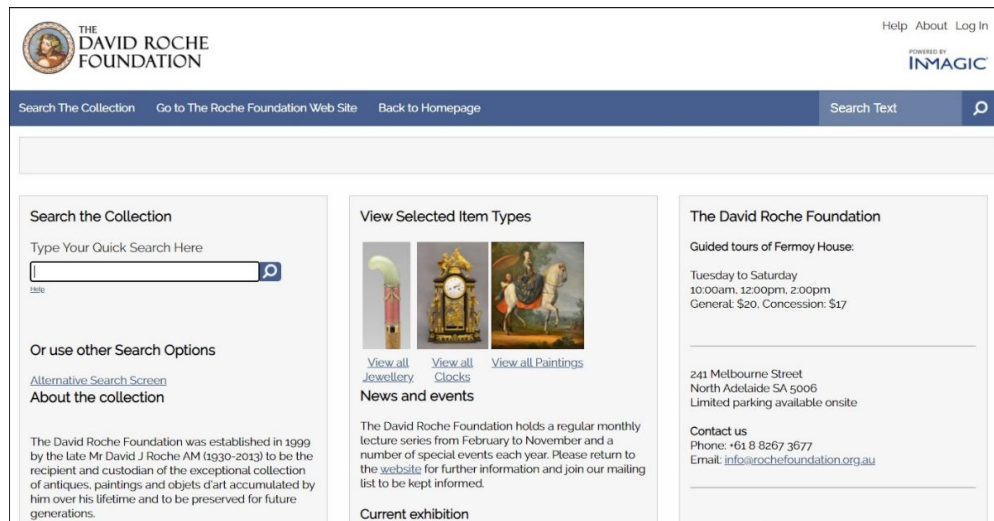 THE
DAVID ROCHE
FOUNDATION
Help About Log In
POWERED BY
INMAGIC
Search The Collection Go to The Roche Foundation Web Site Back to Homepage
Search Text
Search the Collection
Type Your Quick Search Here
Help
Or use other Search Options
Alternative Search Screen
About the collection
The David Roche Foundation was established in 1999
by the late Mr David J Roche AM (1930-2013) to be the
recipient and custodian of the exceptional collection
of antiques, paintings and objets d'art accumulated by
him over his lifetime and to be preserved for future
generations.
View Selected Item Types
View all
Jewellery
View all
Clocks
View all Paintings
News and events
The David Roche Foundation holds a regular monthly
lecture series from February to November and a
number of special events each year. Please return to
the website for further information and join our mailing
list to be kept informed.
Current exhibition
The David Roche Foundation
Guided tours of Fermoy House:
Tuesday to Saturday
10:00am, 12:00pm, 2:00pm
General: $20, Concession: $17
241 Melbourne Street
North Adelaide SA 5006
Limited parking available onsite
Contact us
Phone: +61 8 8267 3677
Email: info@rochefoundation.org.au